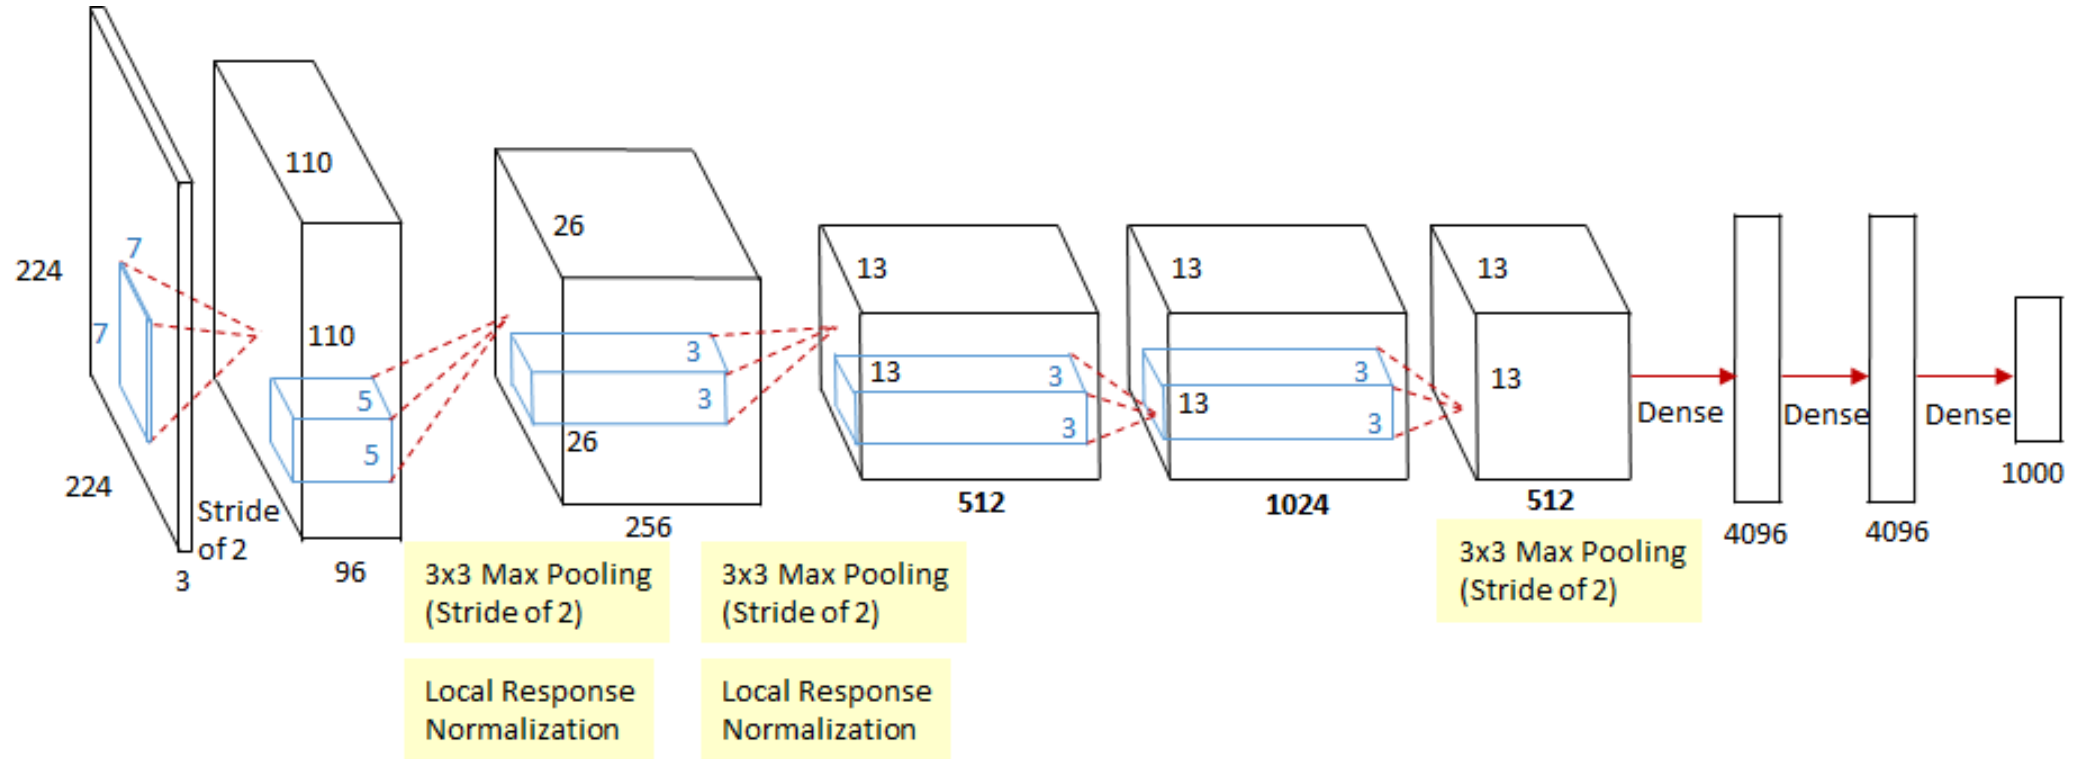 224
224
3
7
7
Stride
of 2
110
110
5
5
96
3x3 Max Pooling
(Stride of 2)
Local Response
Normalization
26
26
3
3
256
3x3 Max Pooling
(Stride of 2)
Local Response
Normalization
13
13
3
3
512
13
13
3
3
1024
13
13
512
3x3 Max Pooling
(Stride of 2)
Dense
4096
Dense
4096
Dense
1000